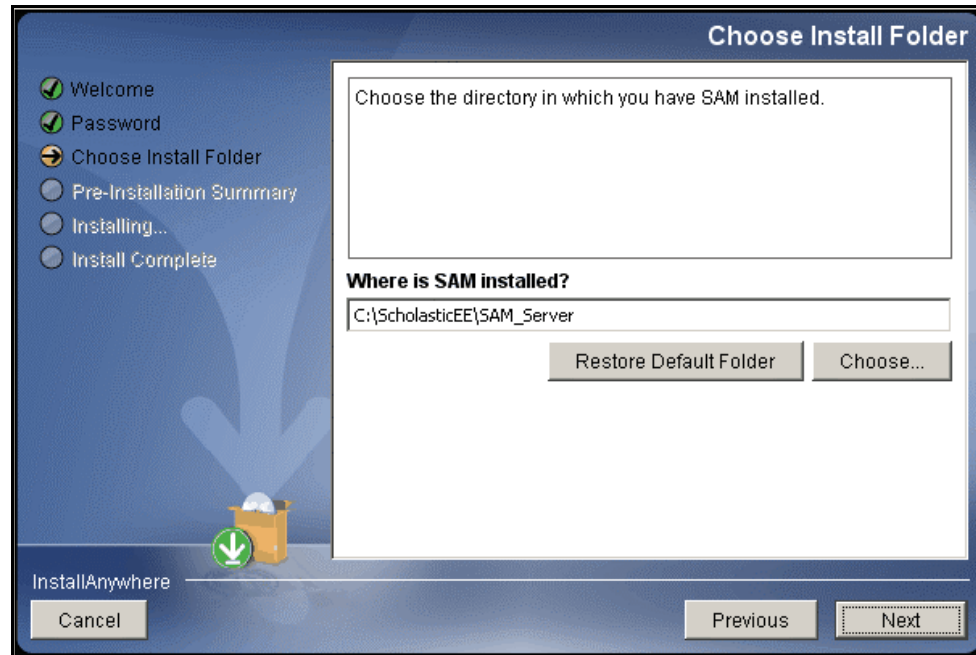 Choose Install Folder
Welcome
Password
Choose Install Folder
Pre-Installation Summary
Installing...
Install Complete
Choose the directory in which you have SAM installed.
Where is SAM installed?
C:\ScholasticEE\SAM_Server
Restore Default Folder
Choose...
InstallAnywhere
Cancel
Previous
Next